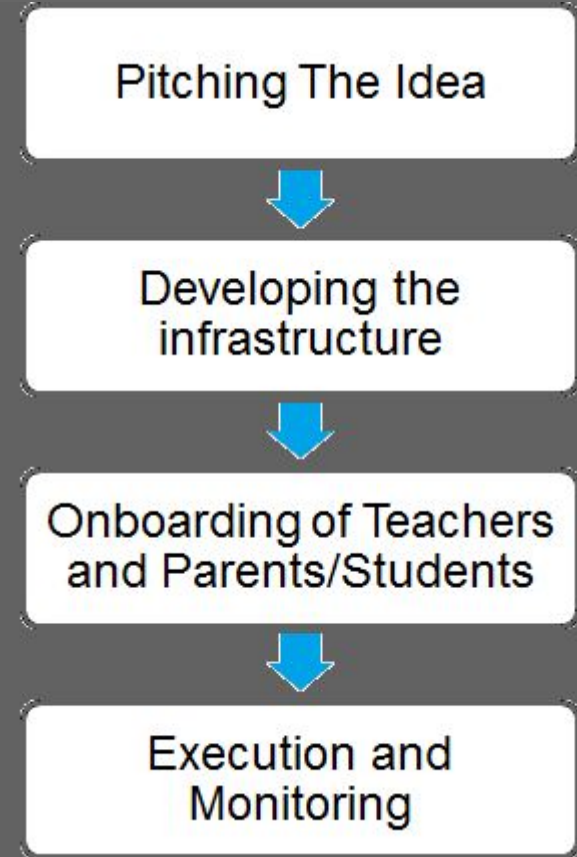 Pitching The Idea
Developing the
infrastructure
Onboarding of Teachers
and Parents/Students
Execution and
Monitoring